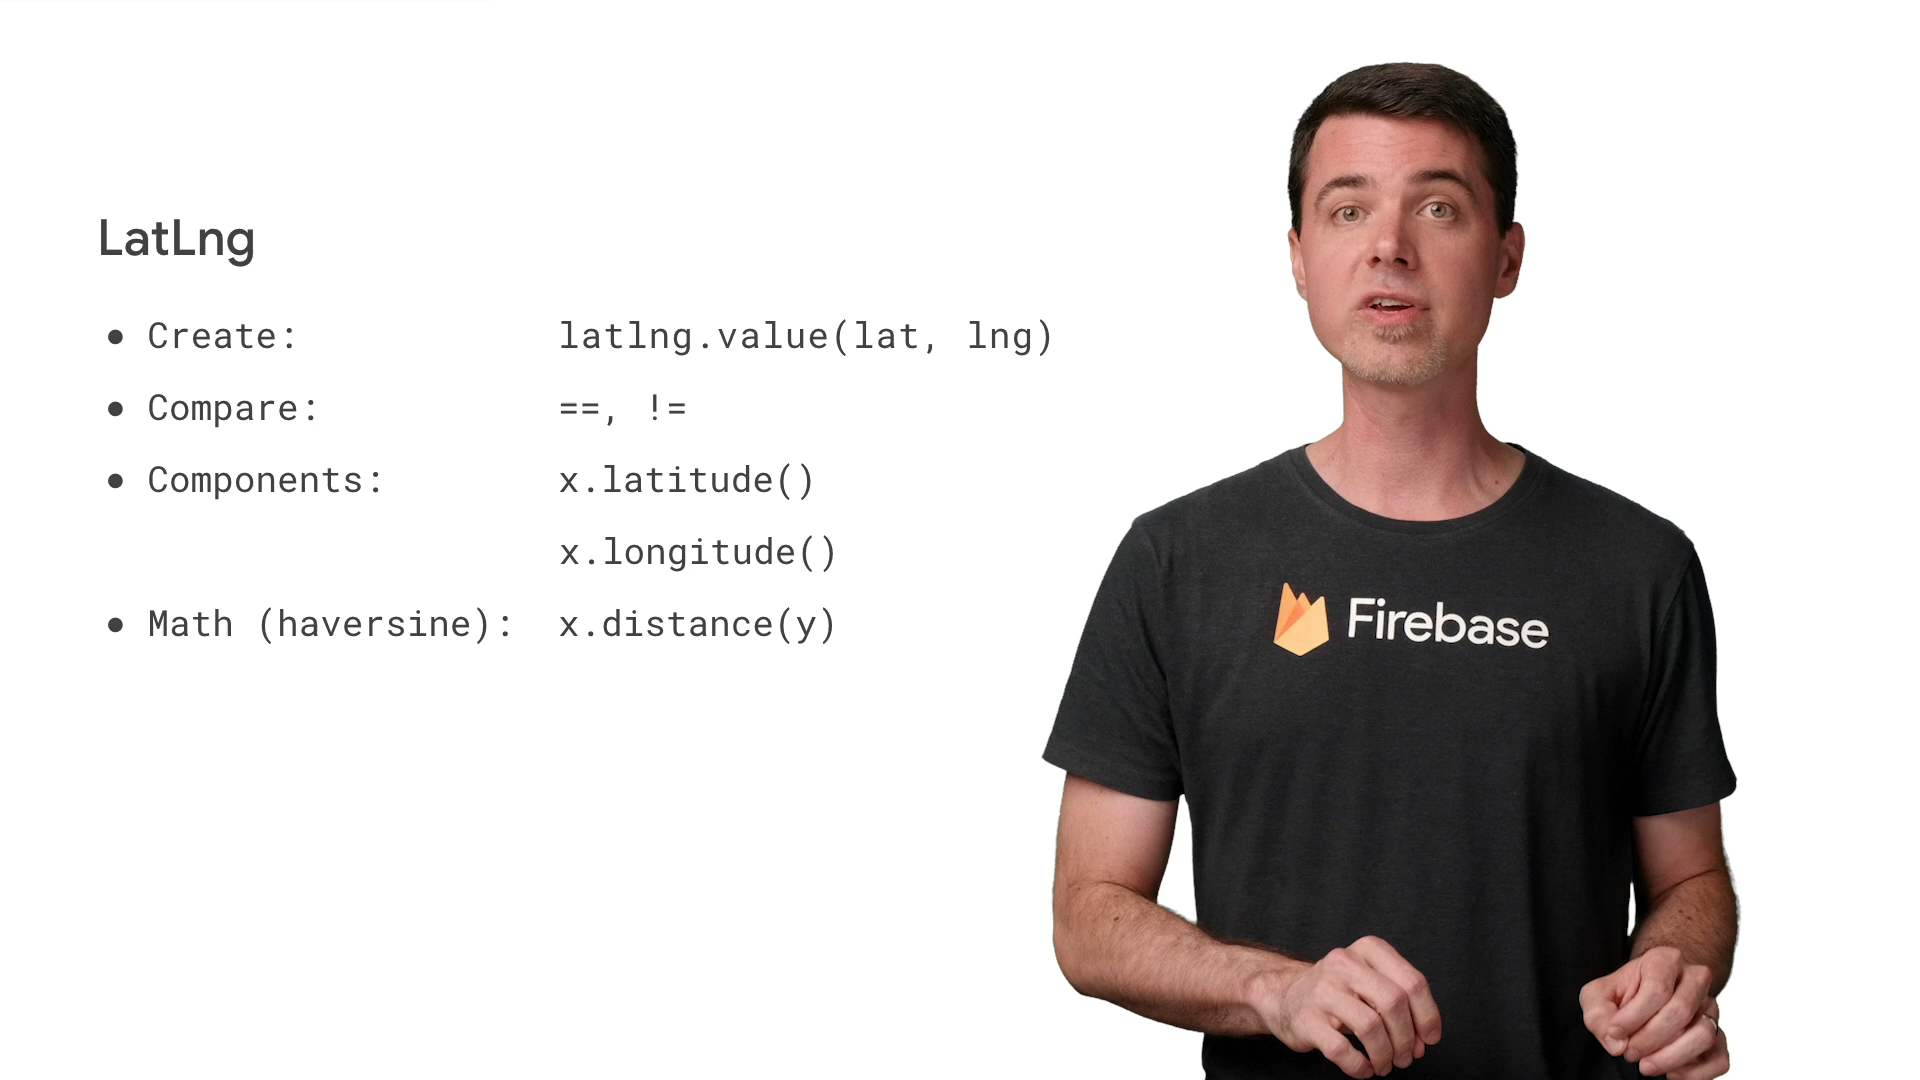 LatLng
• Create: latlng.value(lat, lng)
• Compare: ==, !=
• Components: x.latitude()
x.longitude()
• Math (haversine): x.distance(y)
Firebase